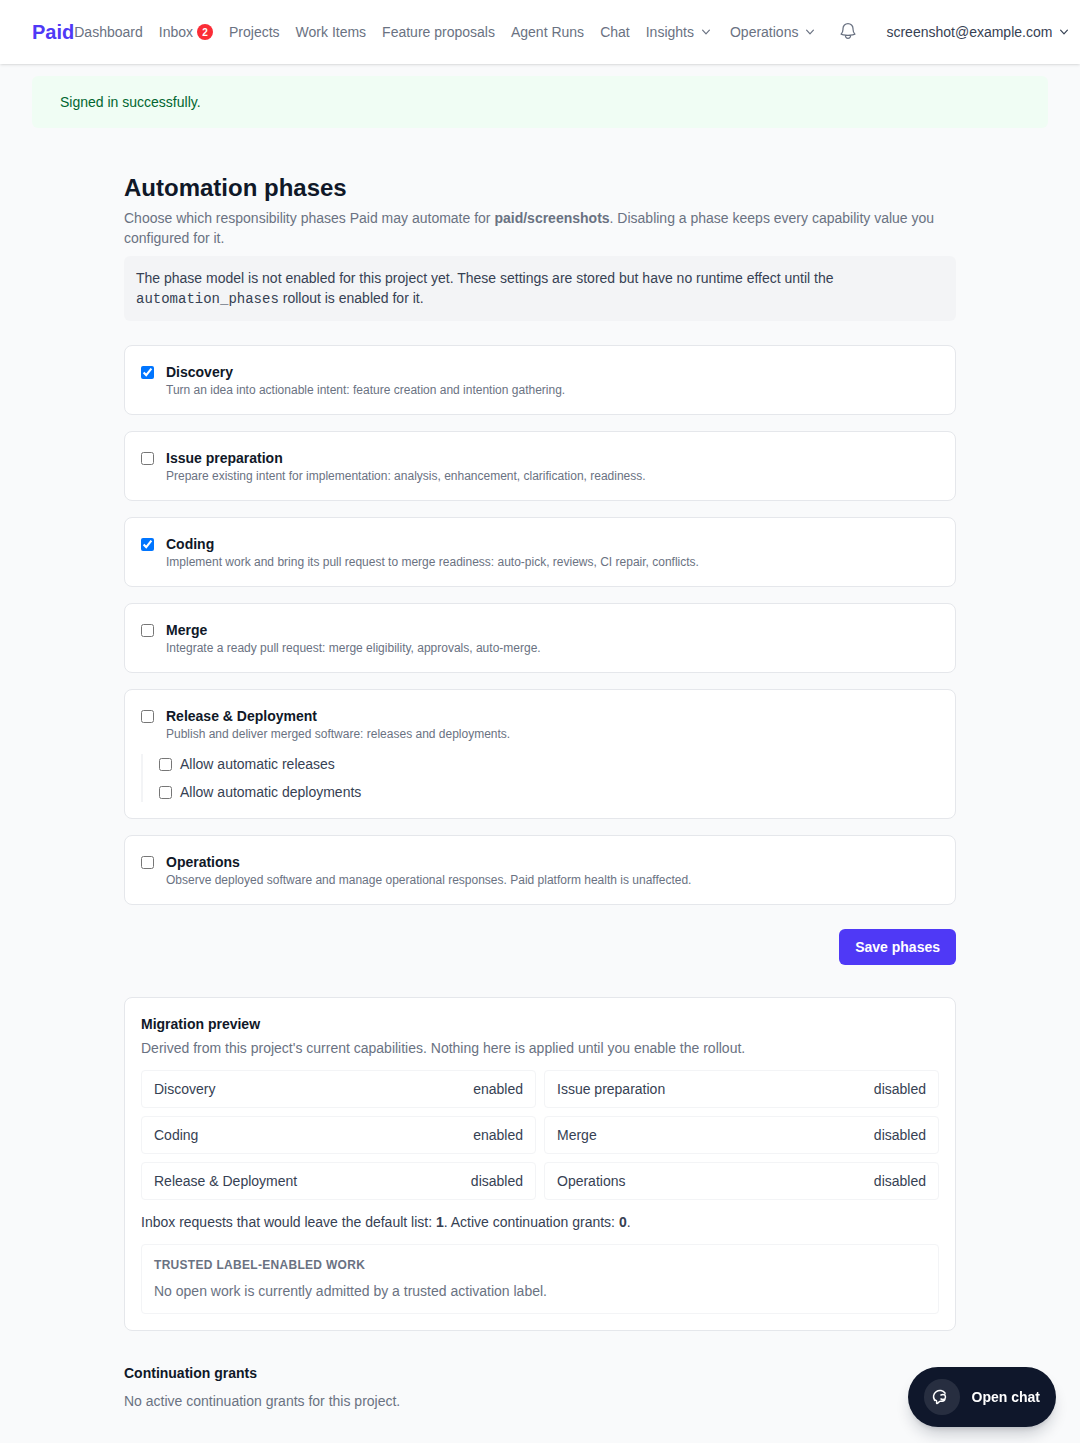 Paid Dashboard Inbox 2 Projects Work Items Feature proposals Agent Runs Chat Insights Operations screenshot@example.com
Signed in successfully.
Automation phases
Choose which responsibility phases Paid may automate for paid/screenshots. Disabling a phase keeps every capability value you
configured for it.
The phase model is not enabled for this project yet. These settings are stored but have no runtime effect until the
automation_phases rollout is enabled for it.
Discovery
Turn an idea into actionable intent: feature creation and intention gathering.
Issue preparation
Prepare existing intent for implementation: analysis, enhancement, clarification, readiness.
Coding
Implement work and bring its pull request to merge readiness: auto-pick, reviews, CI repair, conflicts.
Merge
Integrate a ready pull request: merge eligibility, approvals, auto-merge.
Release & Deployment
Publish and deliver merged software: releases and deployments.
Allow automatic releases
Allow automatic deployments
Operations
Observe deployed software and manage operational responses. Paid platform health is unaffected.
Save phases
Migration preview
Derived from this project's current capabilities. Nothing here is applied until you enable the rollout.
Discovery enabled Issue preparation disabled
Coding enabled Merge disabled
Release & Deployment disabled Operations disabled
Inbox requests that would leave the default list: 1. Active continuation grants: 0.
TRUSTED LABEL-ENABLED WORK
No open work is currently admitted by a trusted activation label.
Continuation grants
No active continuation grants for this project.
Open chat